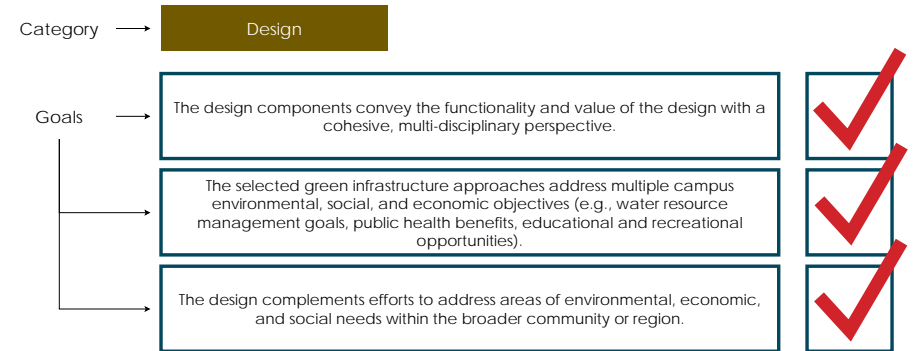 Category
Design
Goals
The design components convey the functionality and value of the design with a
cohesive, multi-disciplinary perspective.
The selected green infrastructure approaches address multiple campus
environmental, social, and economic objectives (e.g., water resource
management goals, public health benefits, educational and recreational
opportunities).
The design complements efforts to address areas of environmental, economic,
and social needs within the broader community or region.